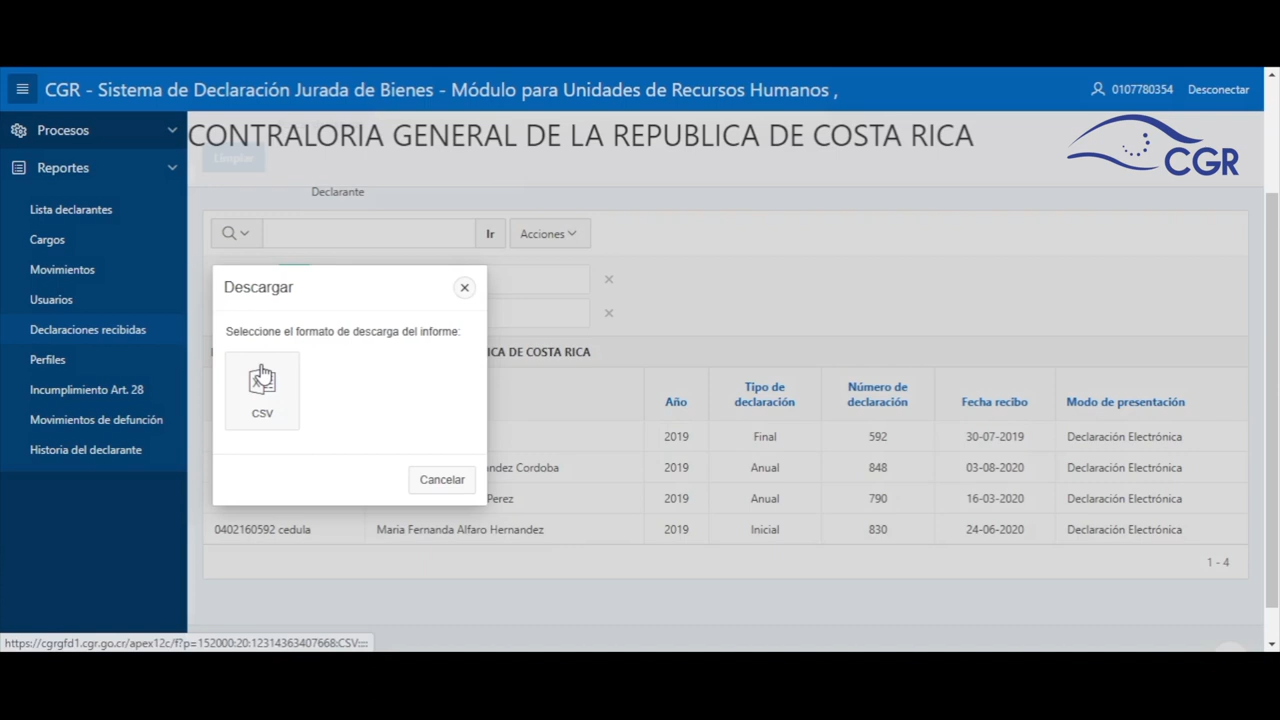 CGR - Sistema de Declaración Jurada de Bienes - Módulo para Unidades de Recursos Humanos ,
0107780354 Desconectar
Procesos
CONTRALORIA GENERAL DE LA REPUBLICA DE COSTA RICA
CGR
Limpiar
Reportes
Declarante
Lista declarantes
Ir Acciones
Cargos
Movimientos
Usuarios
Declaraciones recibidas
Perfiles
Incumplimiento Art. 28
Movimientos de defunción
Historia del declarante
Descargar
Seleccione el formato de descarga del informe:
CSV
Cancelar
ICA DE COSTA RICA
Año Tipo de declaración Número de declaración Fecha recibo Modo de presentación
2019 Final 592 30-07-2019 Declaración Electrónica
ndez Cordoba 2019 Anual 848 03-08-2020 Declaración Electrónica
Perez 2019 Anual 790 16-03-2020 Declaración Electrónica
0402160592 cedula Maria Fernanda Alfaro Hernandez 2019 Inicial 830 24-06-2020 Declaración Electrónica
1 - 4
https://cgrgfd1.cgr.go.cr/apex12c/f?p=152000:20:12314363407668:CSV::::